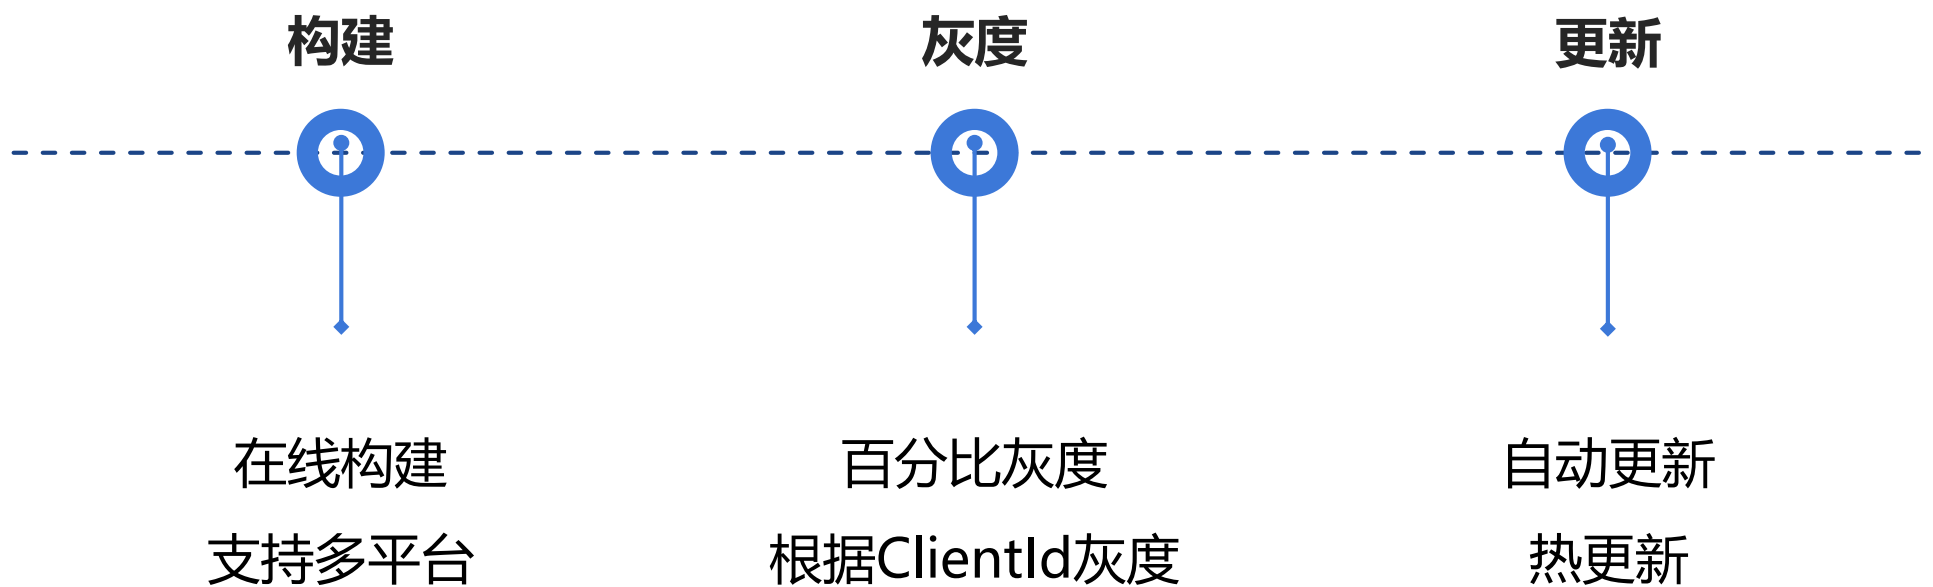 构建
灰度
更新
在线构建
百分比灰度
自动更新
支持多平台
根据ClientId灰度
热更新